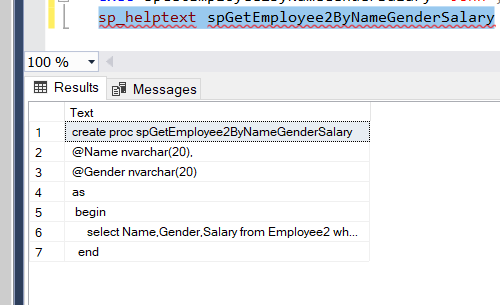 sp_helptext spGetEmployee2ByNameGenderSalary
100 %
Results Messages
Text
1 create proc spGetEmployee2ByNameGenderSalary
2 @Name nvarchar(20),
3 @Gender nvarchar(20)
4 as
5 begin
6 select Name,Gender,Salary from Employee2 wh...
7 end